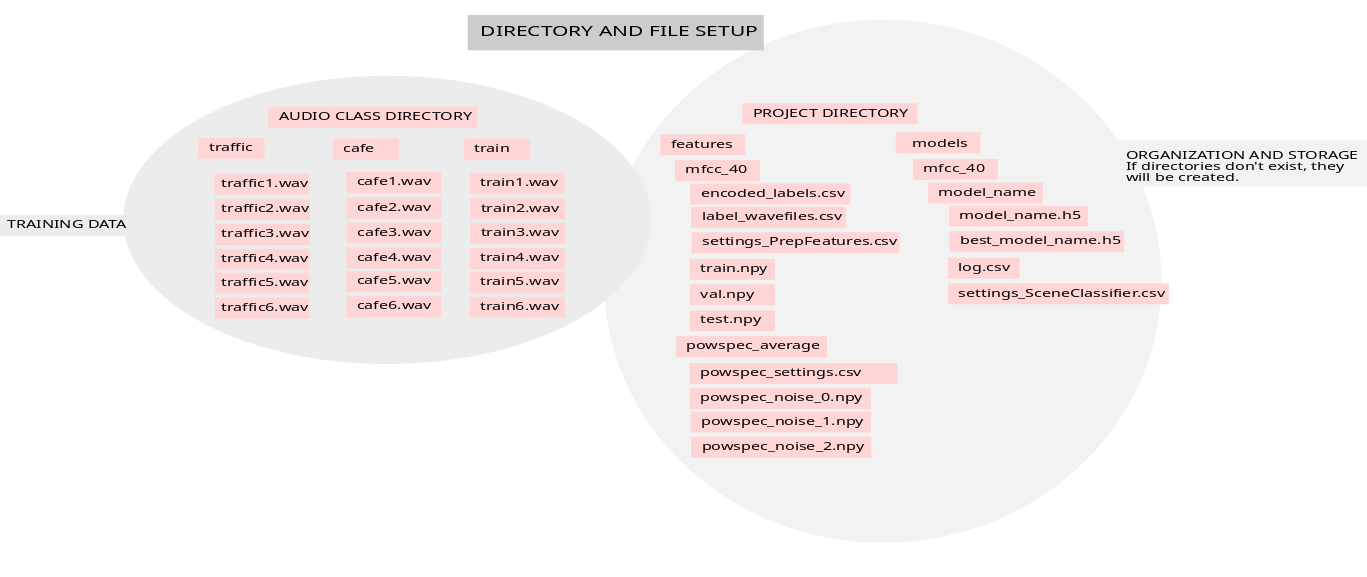 DIRECTORY AND FILE SETUP
TRAINING DATA
AUDIO CLASS DIRECTORY
traffic
traffic1.wav
traffic2.wav
traffic3.wav
traffic4.wav
traffic5.wav
traffic6.wav
cafe
cafe1.wav
cafe2.wav
cafe3.wav
cafe4.wav
cafe5.wav
cafe6.wav
train
train1.wav
train2.wav
train3.wav
train4.wav
train5.wav
train6.wav
PROJECT DIRECTORY
features
mfcc_40
encoded_labels.csv
label_wavefiles.csv
settings_PrepFeatures.csv
train.npy
val.npy
test.npy
powspec_average
powspec_settings.csv
powspec_noise_0.npy
powspec_noise_1.npy
powspec_noise_2.npy
models
mfcc_40
model_name
model_name.h5
best_model_name.h5
log.csv
settings_SceneClassifier.csv
ORGANIZATION AND STORAGE
If directories don't exist, they
will be created.